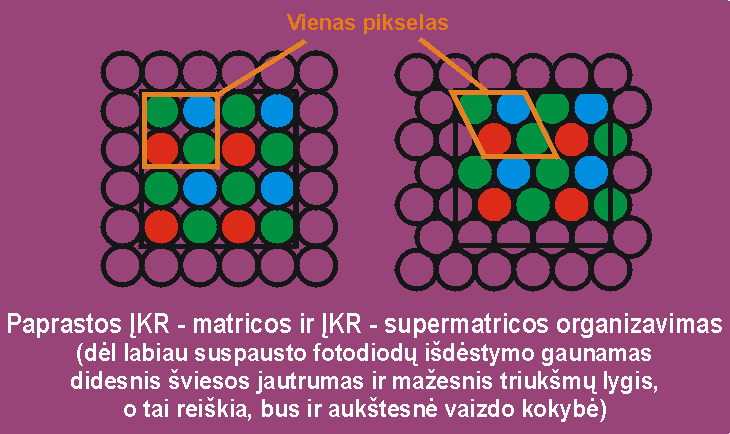 Vienas pikselas
Paprastos ĮKR - matricos ir ĮKR - supermatricos organizavimas
(dėl labiau suspausto fotodiodų išdėstymo gaunamas
didesnis šviesos jautrumas ir mažesnis triukšmų lygis,
o tai reiškia, bus ir aukštesnė vaizdo kokybė)